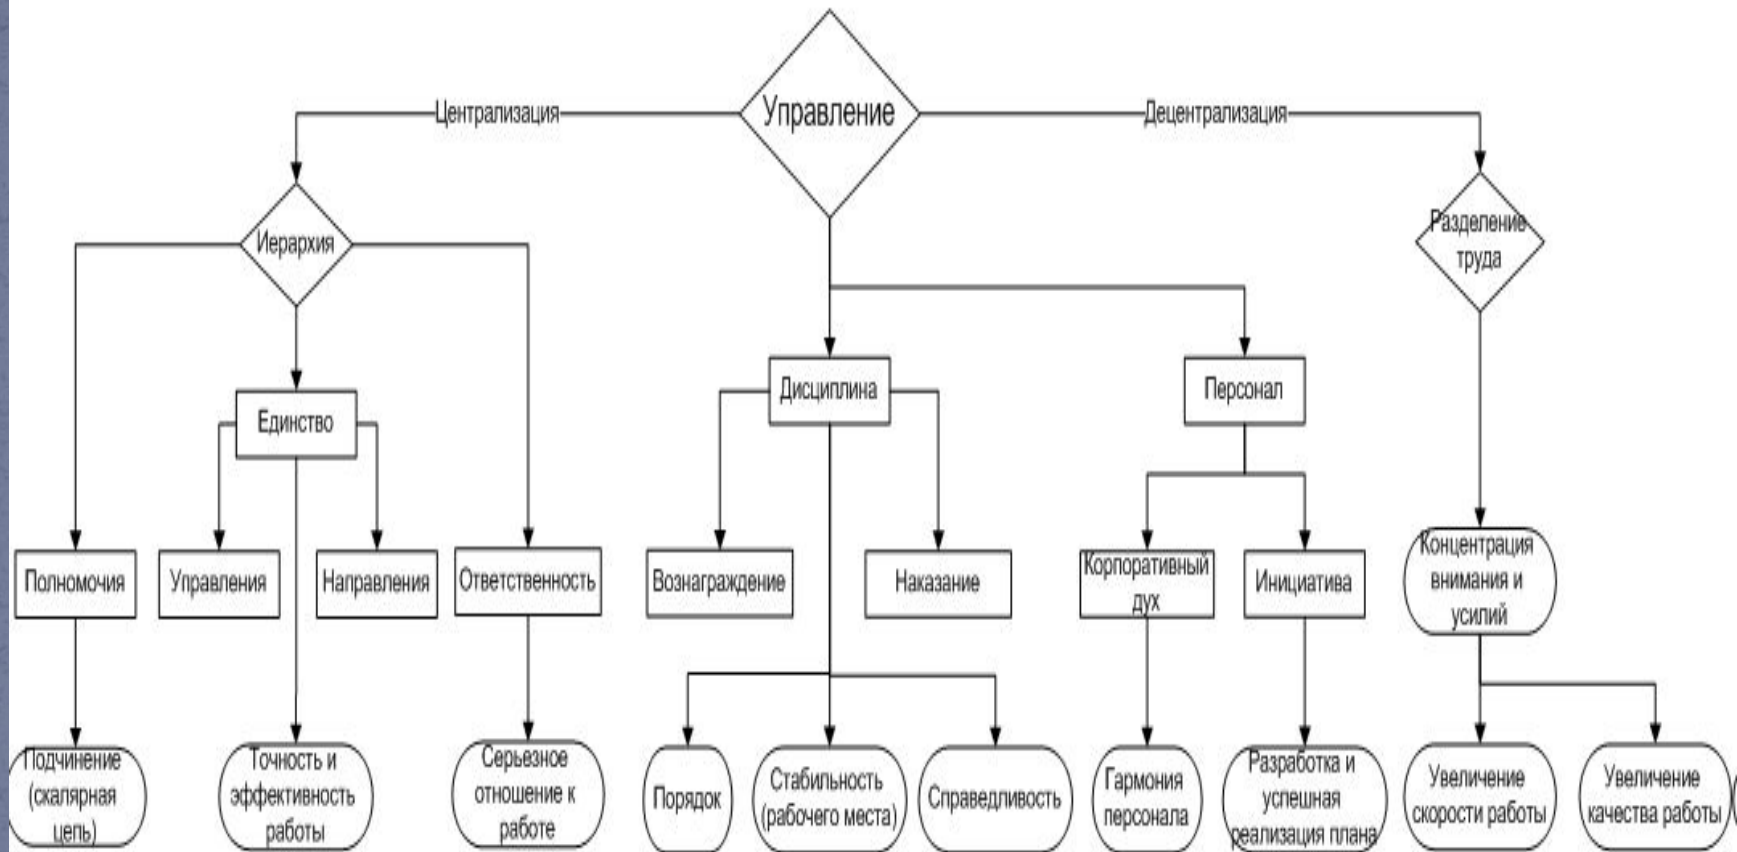 Управление
Централизация
Децентрализация
Иерархия
Разделение
труда
Дисциплина
Персонал
Единство
Полномочия
Управления
Направления
Ответственность
Вознаграждение
Наказание
Корпоративный
дух
Инициатива
Концентрация
внимания и
усилий
Подчинение
(скалярная
цепь)
Точность и
эффективность
работы
Серьезное
отношение к
работе
Порядок
Стабильность
(рабочего места)
Справедливость
Гармония
персонала
Разработка и
успешная
реализация плана
Увеличение
скорости работы
Увеличение
качества работы